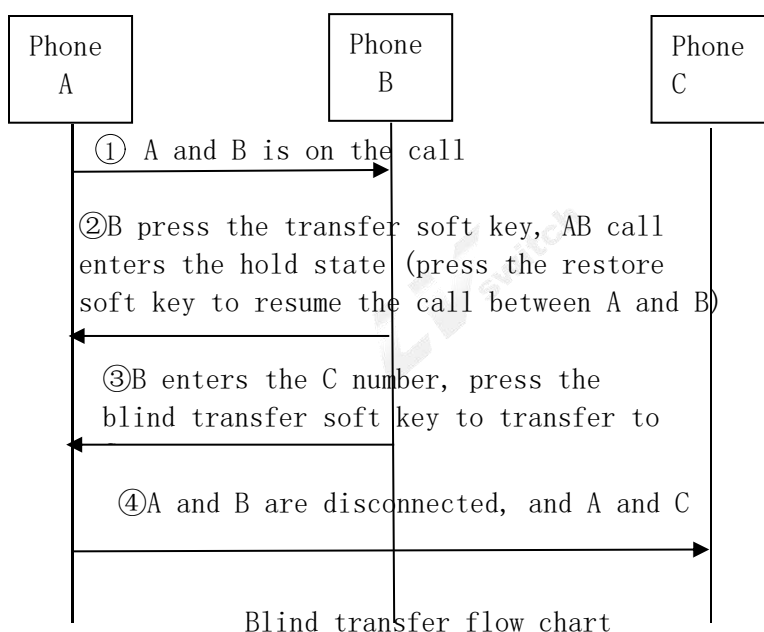 Phone
A
Phone
B
Phone
C
① A and B is on the call
②B press the transfer soft key, AB call
enters the hold state (press the restore
soft key to resume the call between A and B)
③B enters the C number, press the
blind transfer soft key to transfer to
④A and B are disconnected, and A and C
Blind transfer flow chart
switch